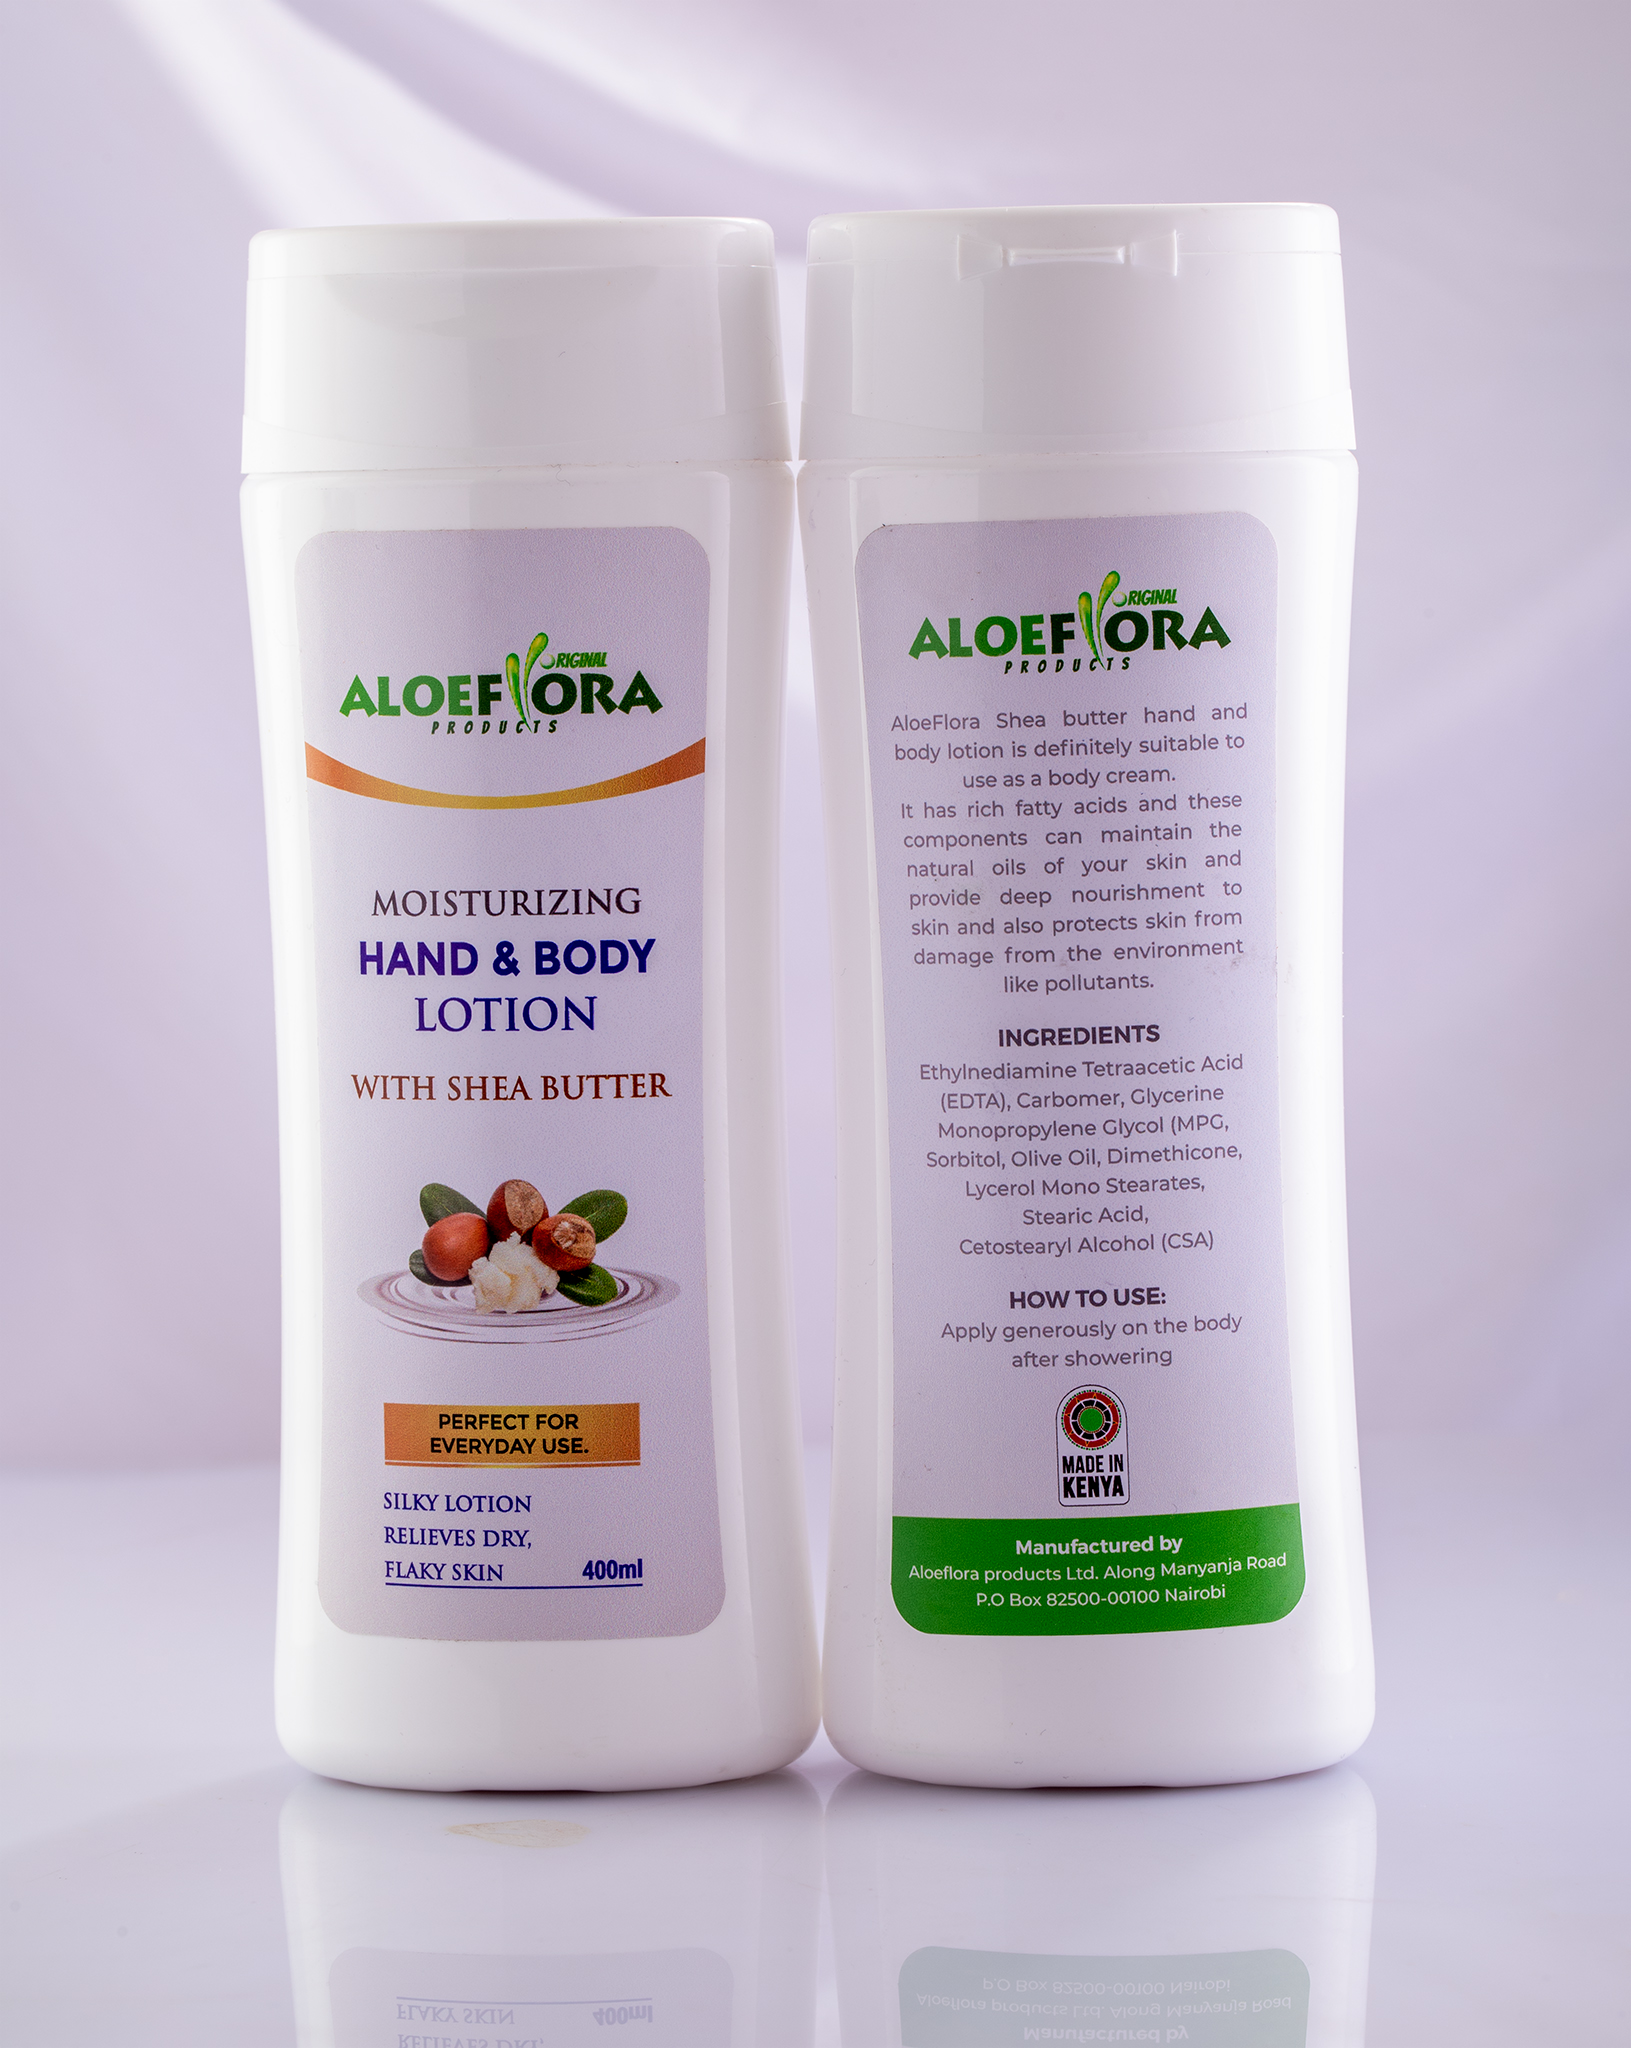 RIGINAL
ALOEFLORA
PRODUCTS
MOISTURIZING
HAND & BODY
LOTION
WITH SHEA BUTTER
PERFECT FOR
EVERYDAY USE.
SILKY LOTION
RELIEVES DRY,
FLAKY SKIN 400ml
RIGINAL
ALOEFLORA
PRODUCTS
AloeFlora Shea butter hand and
body lotion is definitely suitable to
use as a body cream.
It has rich fatty acids and these
components can maintain the
natural oils of your skin and
provide deep nourishment to
skin and also protects skin from
damage from the environment
like pollutants.
INGREDIENTS
Ethylnediamine Tetraacetic Acid
(EDTA), Carbomer, Glycerine
Monopropylene Glycol (MPG,
Sorbitol, Olive Oil, Dimethicone,
Lycerol Mono Stearates,
Stearic Acid,
Cetostearyl Alcohol (CSA)
HOW TO USE:
Apply generously on the body
after showering
MADE IN
KENYA
Manufactured by
Aloeflora products Ltd. Along Manyanja Road
P.O Box 82500-00100 Nairobi